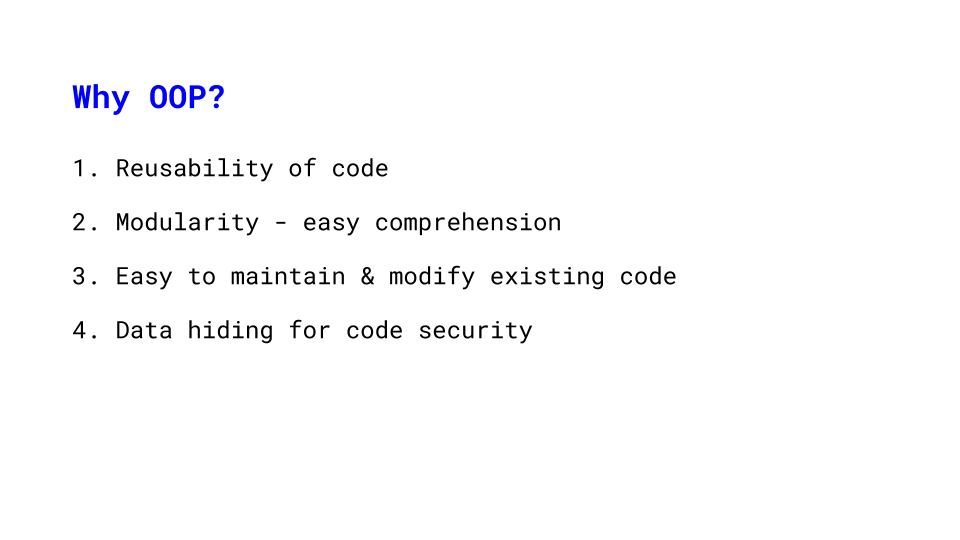 Why OOP?
1. Reusability of code
2. Modularity - easy comprehension
3. Easy to maintain & modify existing code
4. Data hiding for code security